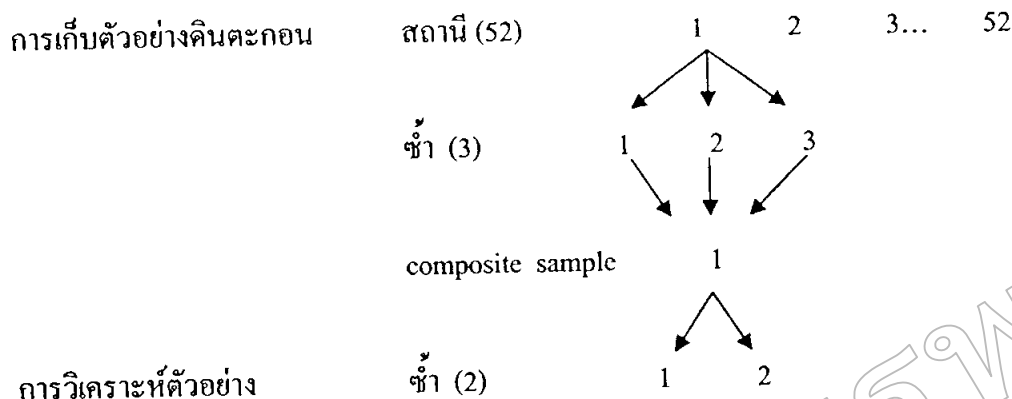 การเก็บตัวอย่างดินตะกอน สถานี (52) 1 2 3... 52
ซ้ำ (3) 1 2 3
composite sample 1
การวิเคราะห์ตัวอย่าง ซ้ำ (2) 1 2